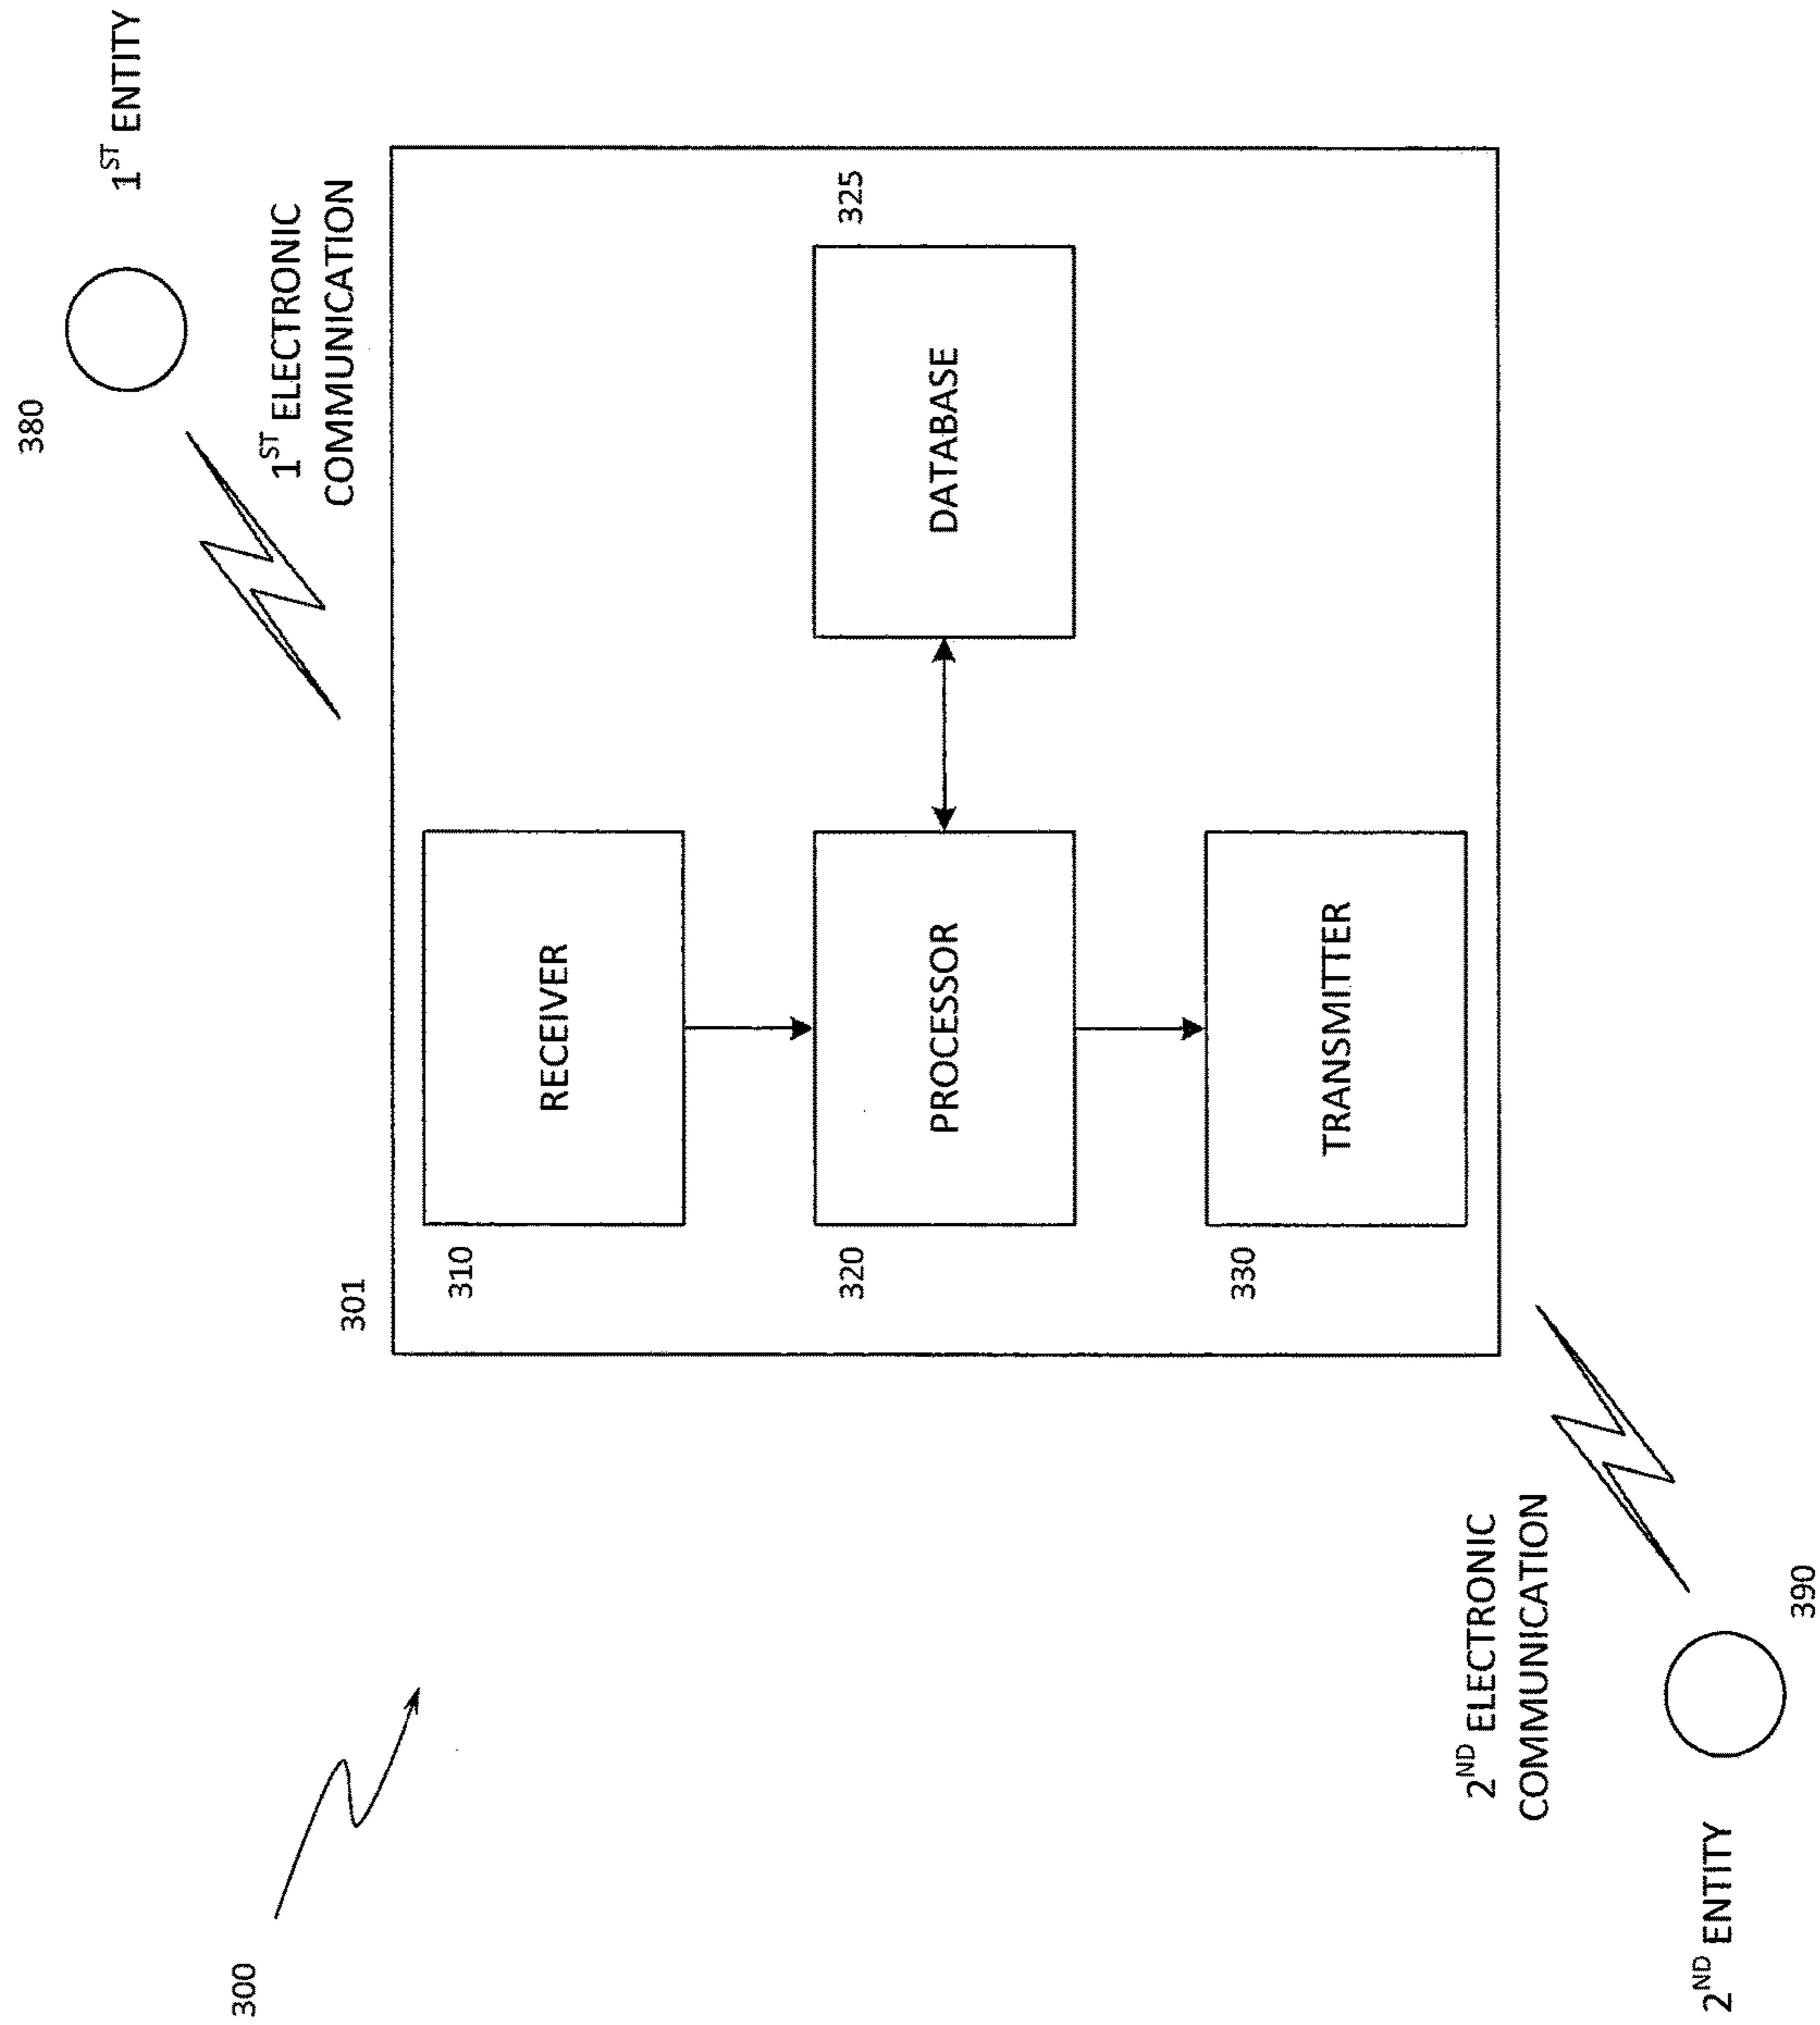 300
380
1ST ENTITY
1ST ELECTRONIC
COMMUNICATION
301
310
RECEIVER
320
PROCESSOR
325
DATABASE
330
TRANSMITTER
2ND ELECTRONIC
COMMUNICATION
2ND ENTITY
390